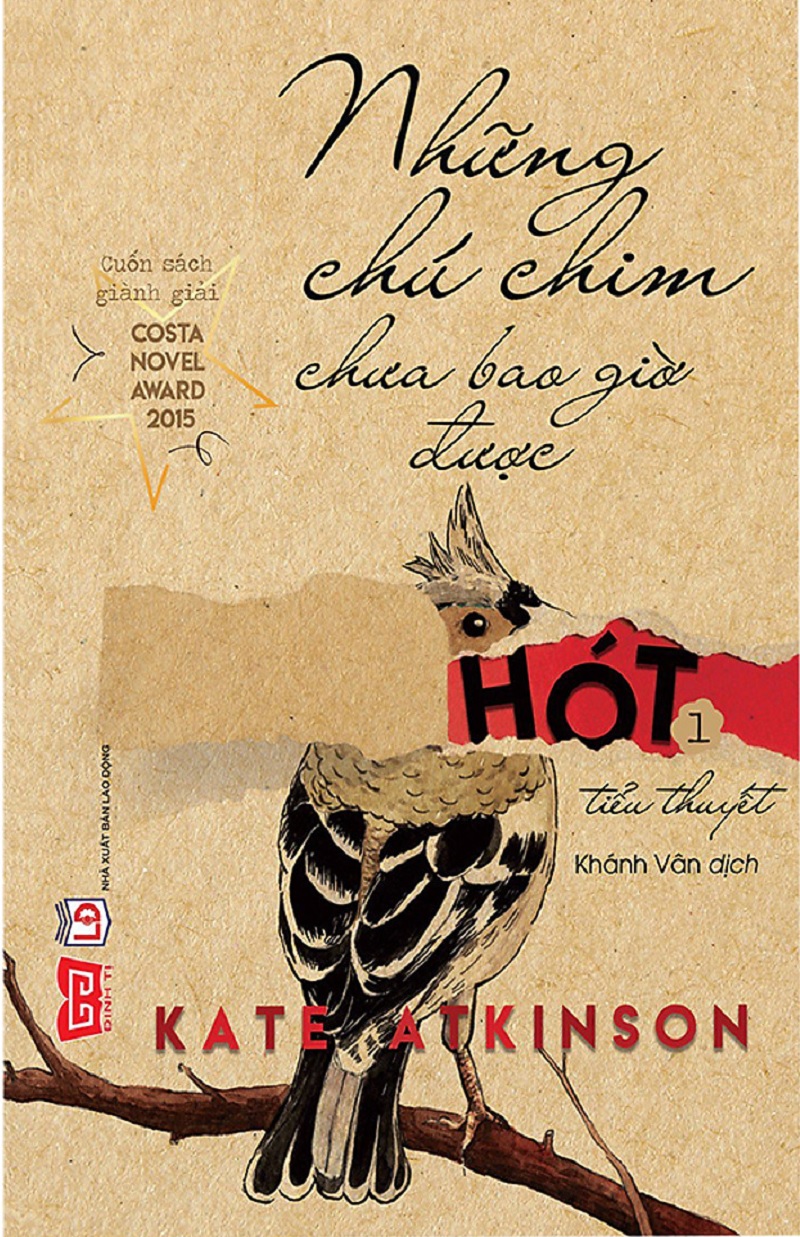 Những
chú chim
chưa bao giờ
được
HÓT
1
Cuốn sách
giành giải
COSTA
NOVEL
AWARD
2015
tiểu thuyết
Khánh Vân dịch
NHÀ XUẤT BẢN LAO ĐỘNG
LĐ
ĐINH TỊ
KATE ATKINSON